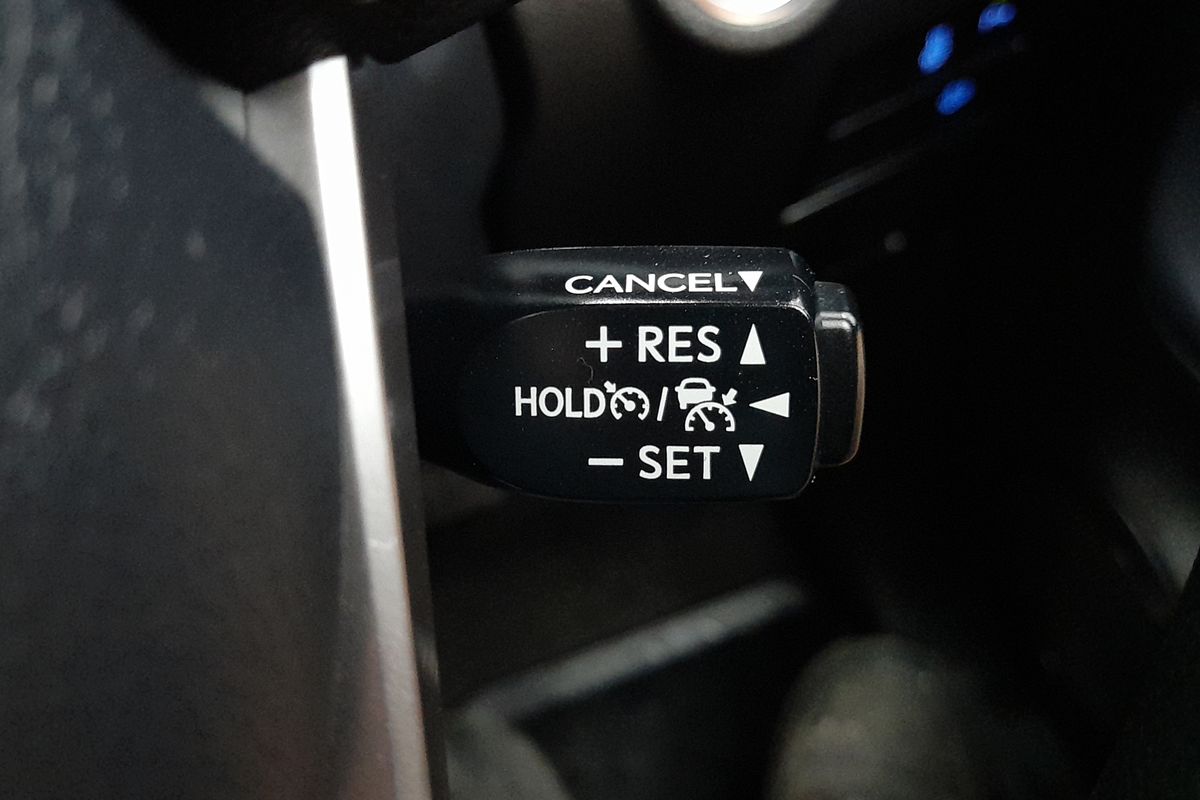 CANCEL▼
+ RES ▲
HOLD / ◀
− SET ▼